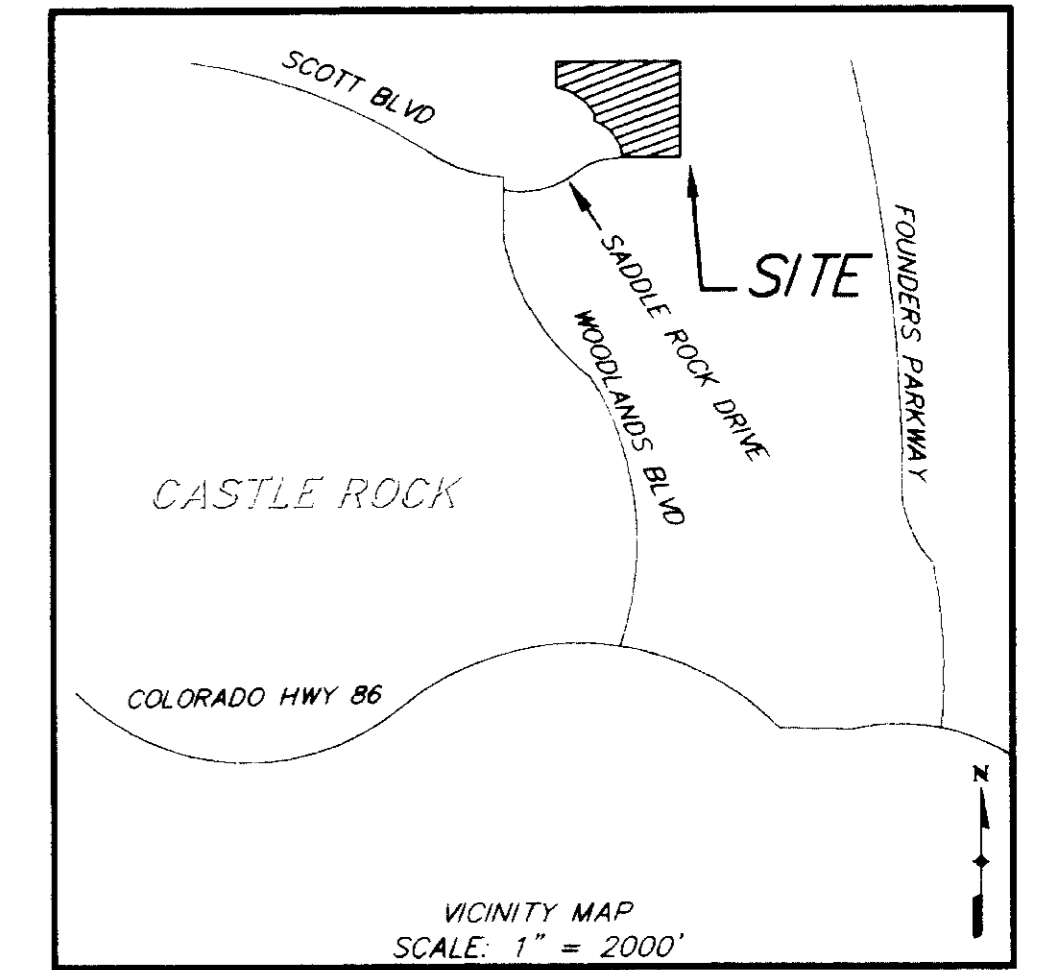 SCOTT BLVD
SITE
FOUNDERS PARKWAY
SADDLE ROCK DRIVE
WOODLANDS BLVD
CASTLE ROCK
COLORADO HWY 86
N
VICINITY MAP
SCALE: 1" = 2000'